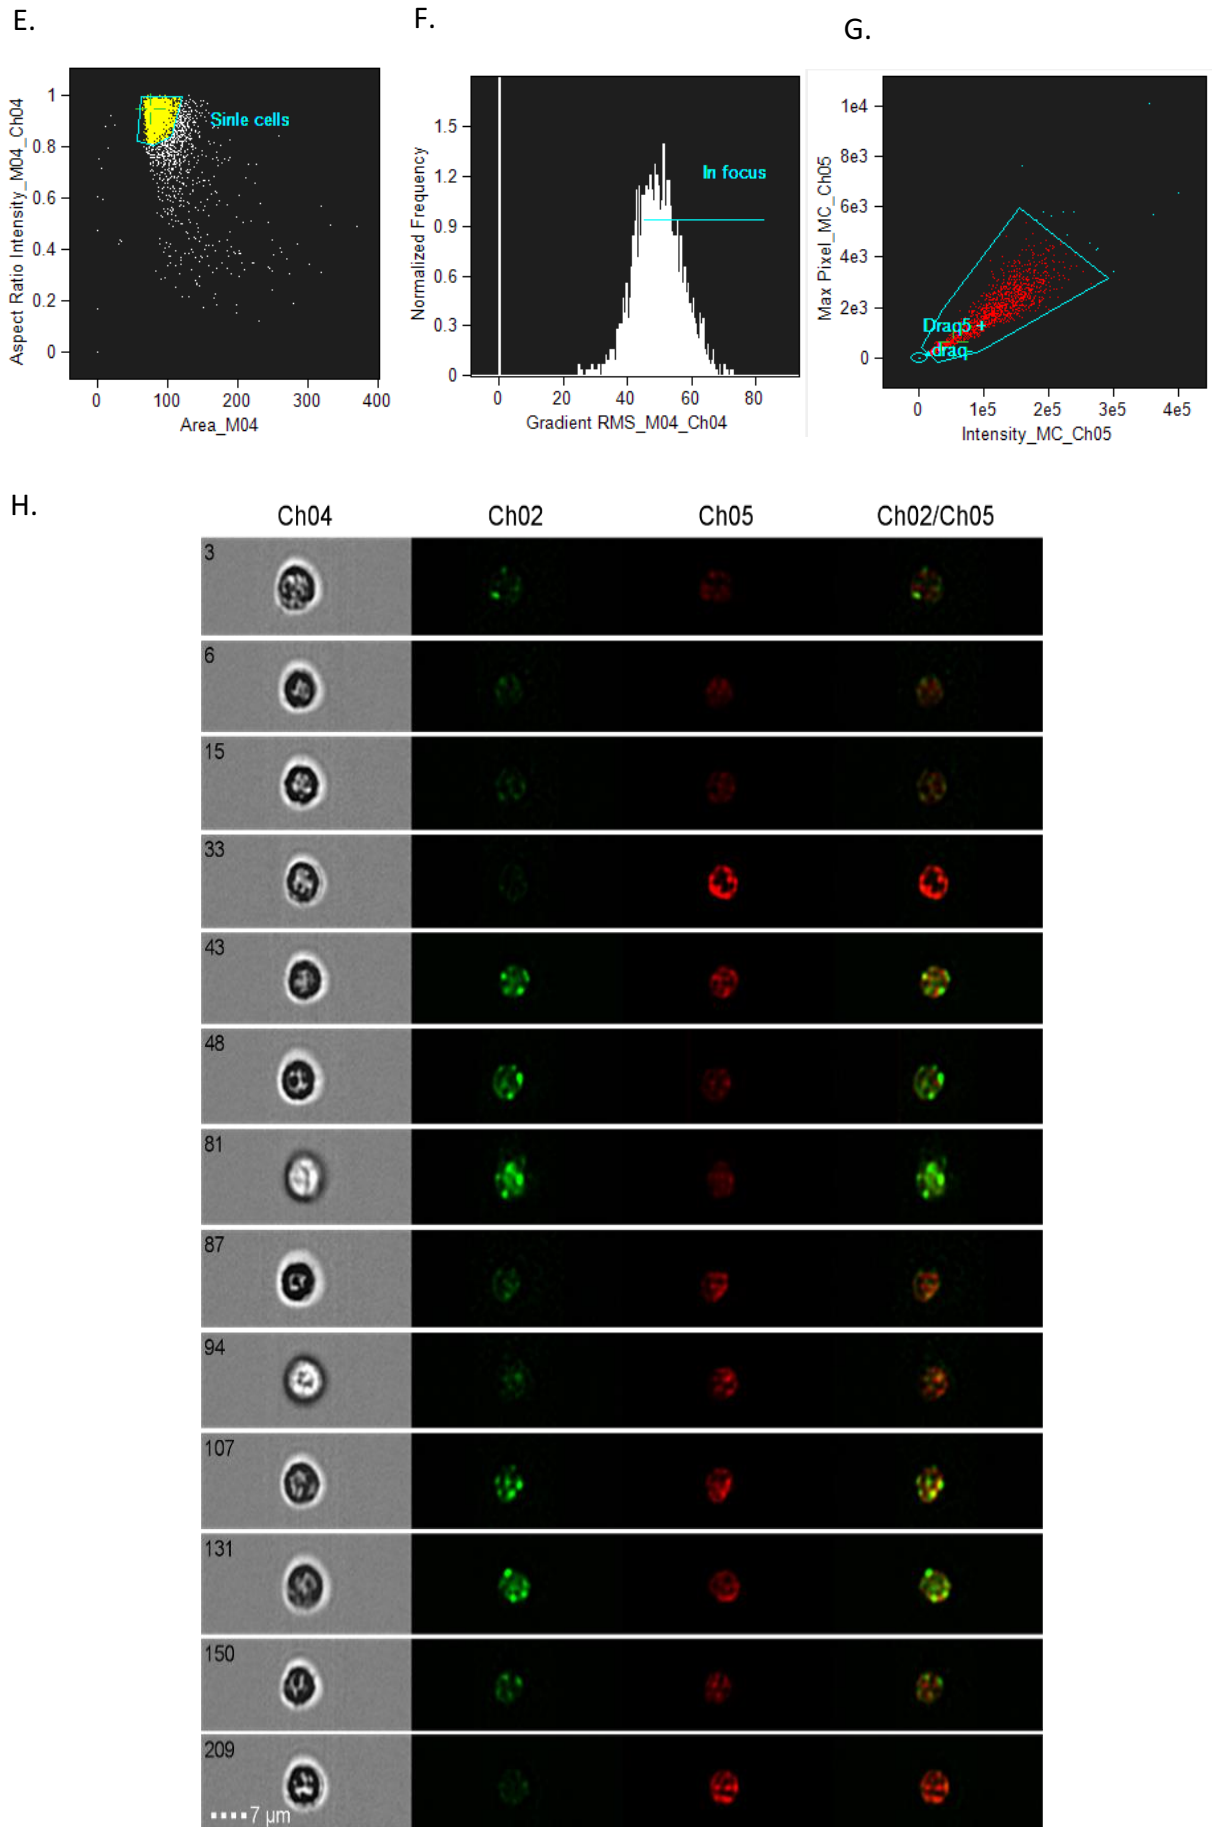 E.
F.
G.
Aspect Ratio Intensity_M04_Ch04
1
0.8
0.6
0.4
0.2
0
Sinle cells
0 100 200 300 400
Area_M04
Normalized Frequency
1.5
1.2
0.9
0.6
0.3
0
In focus
0 20 40 60 80
Gradient RMS_M04_Ch04
Max Pixel_MC_Ch05
1e4
8e3
6e3
4e3
2e3
0
Draq5 +
draq-
0 1e5 2e5 3e5 4e5
Intensity_MC_Ch05
H.
Ch04 Ch02 Ch05 Ch02/Ch05
3
6
15
33
43
48
81
87
94
107
131
150
209
7 µm